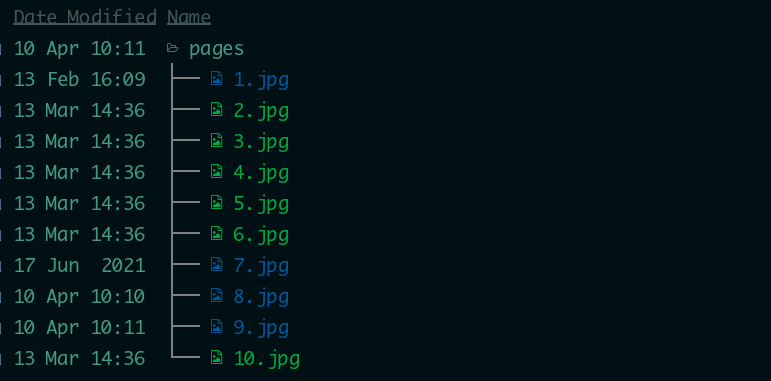 Date Modified Name
10 Apr 10:11 pages
13 Feb 16:09 1.jpg
13 Mar 14:36 2.jpg
13 Mar 14:36 3.jpg
13 Mar 14:36 4.jpg
13 Mar 14:36 5.jpg
13 Mar 14:36 6.jpg
17 Jun  2021 7.jpg
10 Apr 10:10 8.jpg
10 Apr 10:11 9.jpg
13 Mar 14:36 10.jpg